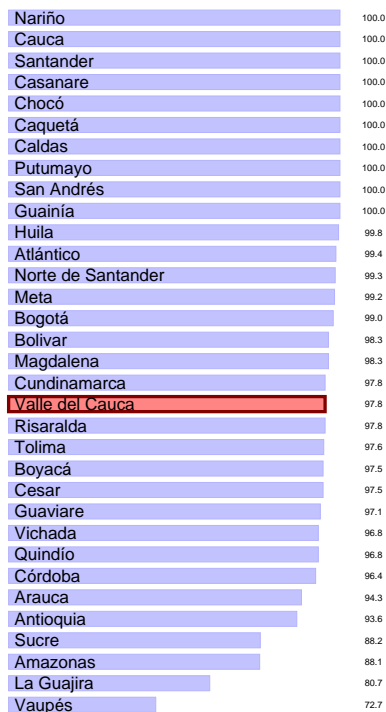 Nariño 100.0
Cauca 100.0
Santander 100.0
Casanare 100.0
Chocó 100.0
Caquetá 100.0
Caldas 100.0
Putumayo 100.0
San Andrés 100.0
Guainía 100.0
Huila 99.8
Atlántico 99.4
Norte de Santander 99.3
Meta 99.2
Bogotá 99.0
Bolivar 98.3
Magdalena 98.3
Cundinamarca 97.8
Valle del Cauca 97.8
Risaralda 97.8
Tolima 97.6
Boyacá 97.5
Cesar 97.5
Guaviare 97.1
Vichada 96.8
Quindío 96.8
Córdoba 96.4
Arauca 94.3
Antioquia 93.6
Sucre 88.2
Amazonas 88.1
La Guajira 80.7
Vaupés 72.7